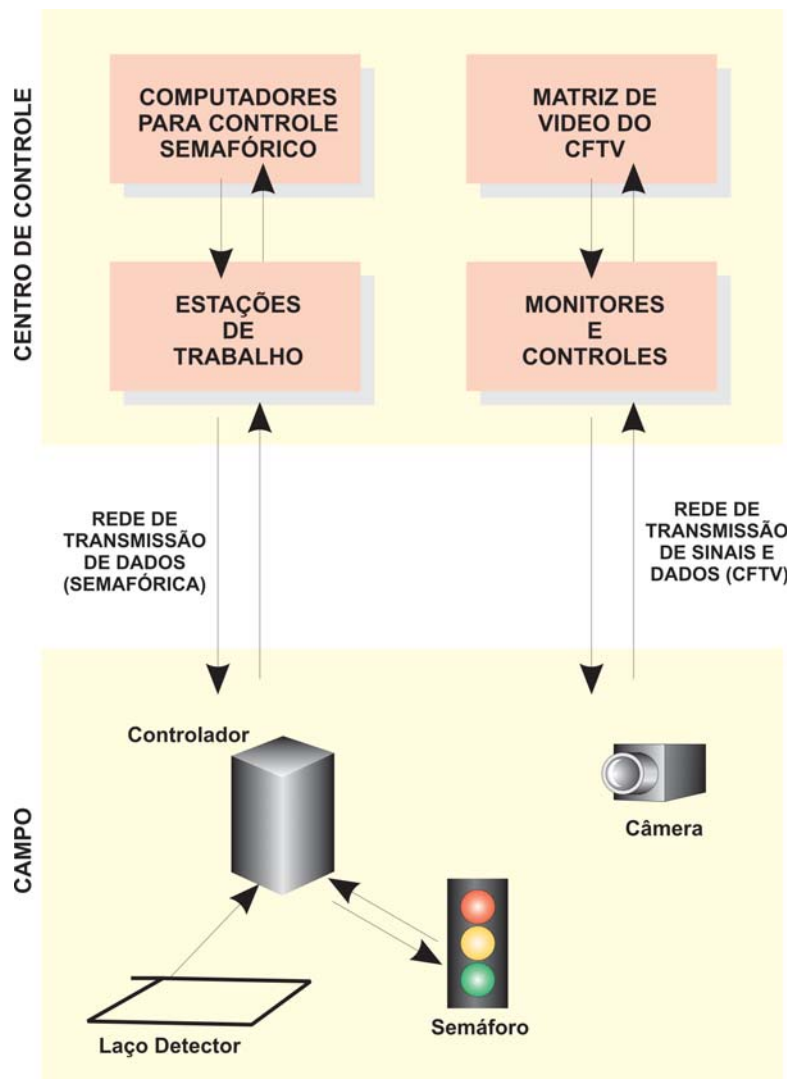 CENTRO DE CONTROLE
COMPUTADORES
PARA CONTROLE
SEMAFÓRICO
MATRIZ DE
VIDEO DO
CFTV
ESTAÇÕES
DE
TRABALHO
MONITORES
E
CONTROLES
REDE DE
TRANSMISSÃO
DE DADOS
(SEMAFÓRICA)
REDE DE
TRANSMISSÃO
DE SINAIS E
DADOS (CFTV)
CAMPO
Controlador
Câmera
Semáforo
Laço Detector